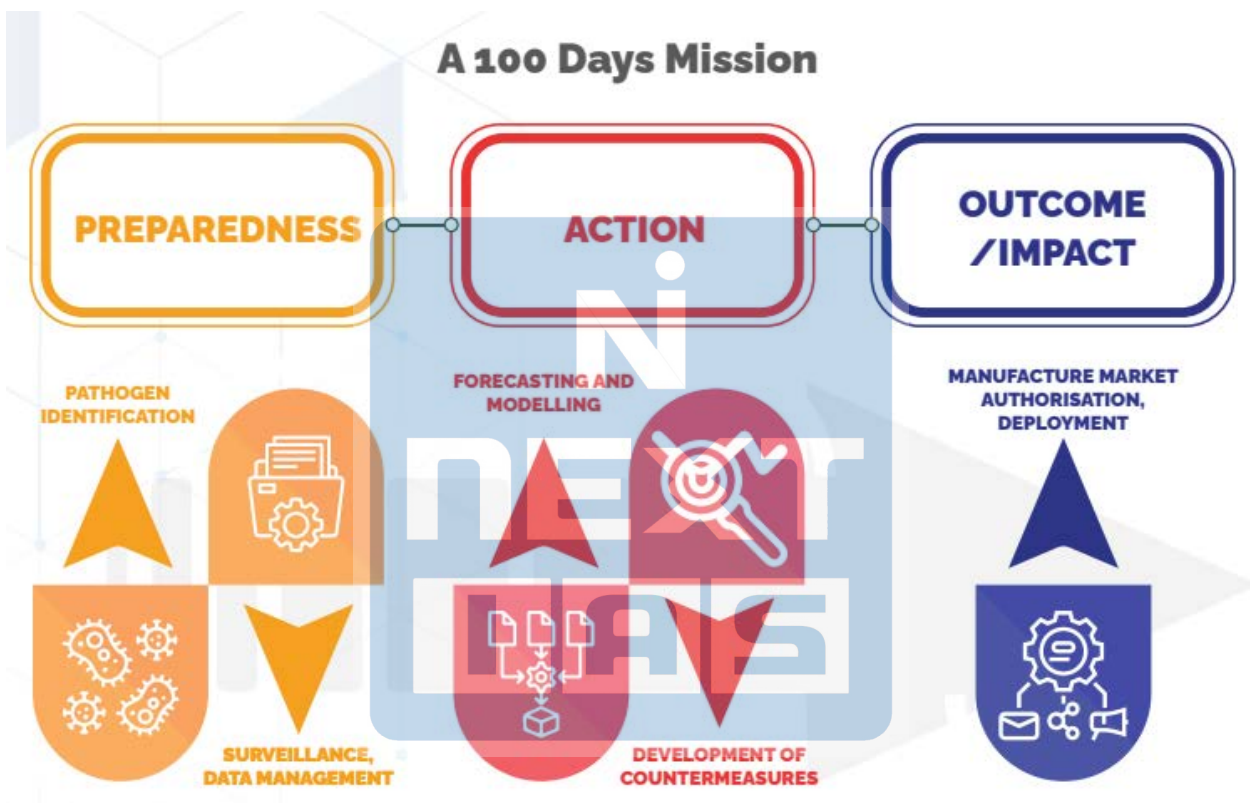 A 100 Days Mission
PREPAREDNESS
ACTION
OUTCOME
/IMPACT
PATHOGEN
IDENTIFICATION
SURVEILLANCE,
DATA MANAGEMENT
FORECASTING AND
MODELLING
DEVELOPMENT OF
COUNTERMEASURES
MANUFACTURE MARKET
AUTHORISATION,
DEPLOYMENT
Ni
NEXT
IAS